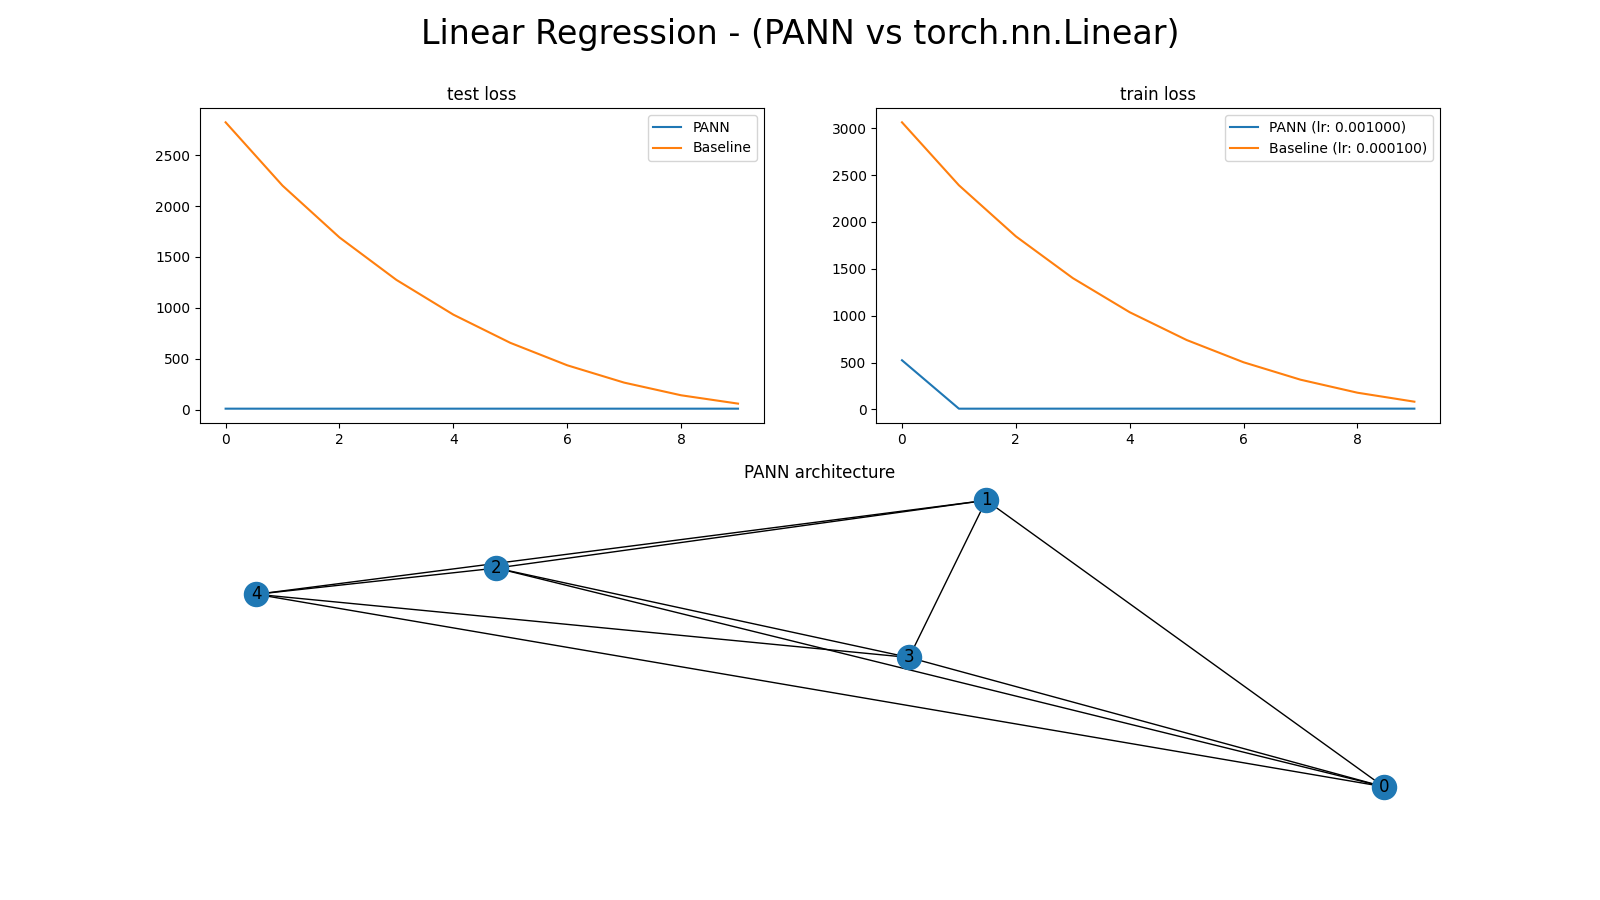 Linear Regression - (PANN vs torch.nn.Linear)
test loss
PANN
Baseline
2500
2000
1500
1000
500
0
0 2 4 6 8
train loss
PANN (lr: 0.001000)
Baseline (lr: 0.000100)
3000
2500
2000
1500
1000
500
0
0 2 4 6 8
PANN architecture
1
2
4
3
0